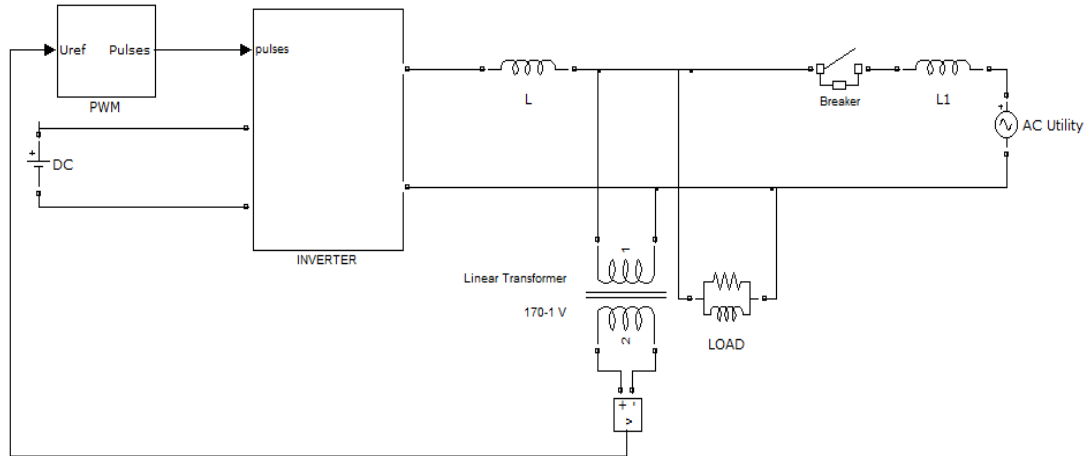 Uref Pulses
PWM
pulses
INVERTER
+
DC
L
Breaker
L1
+
AC Utility
Linear Transformer
170-1 V
1
2
LOAD
+ -
v